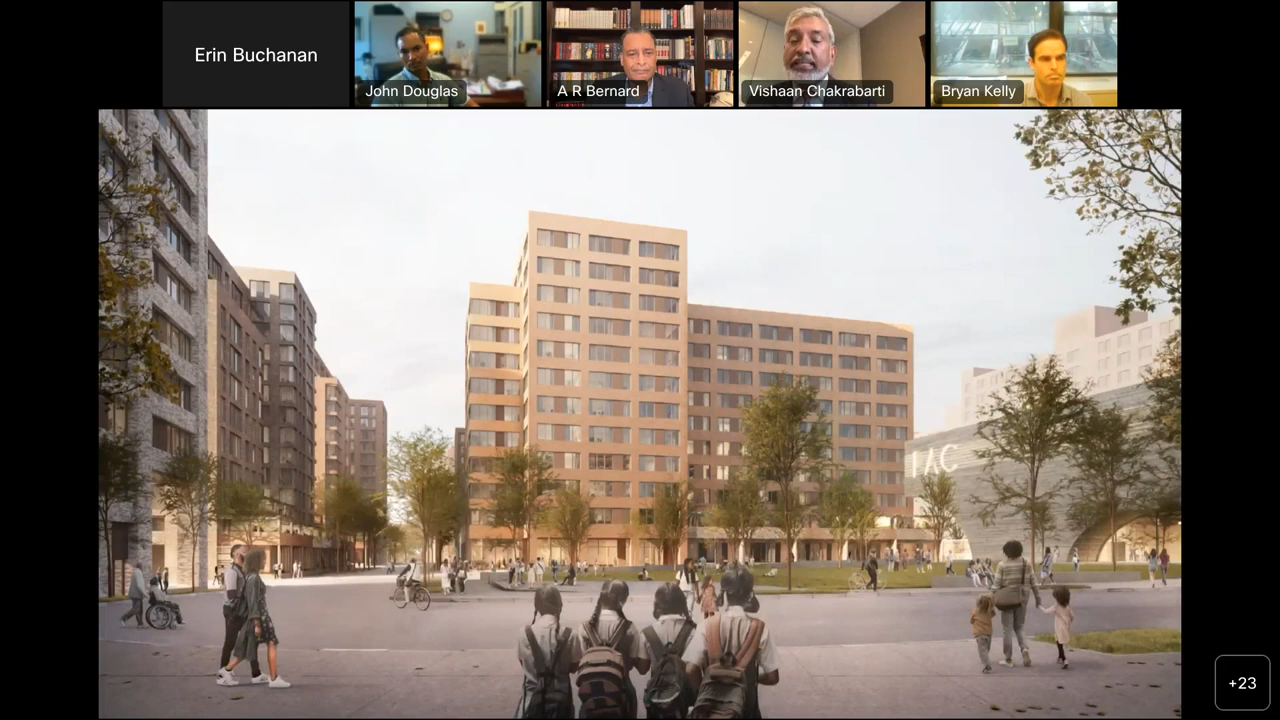 Erin Buchanan
John Douglas
A R Bernard
Vishaan Chakrabarti
Bryan Kelly
+23